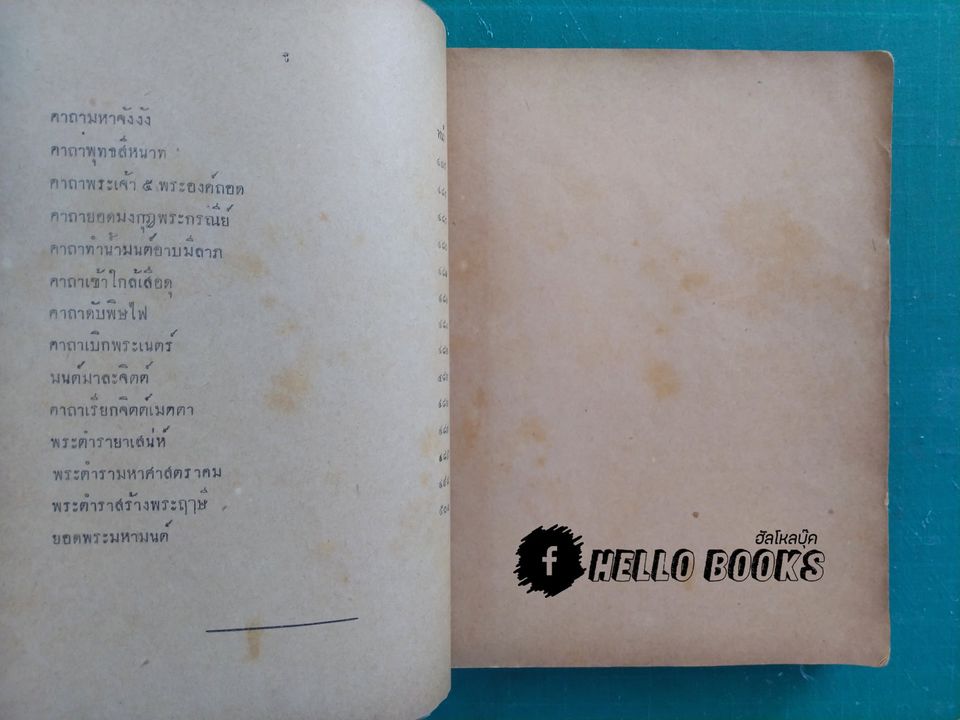 คาถามหาจังงัง
คาถาพุทธสีหนาท
คาถาพระเจ้า ๕ พระองค์ถอด
คาถายอดมงกุฎพระกรณีย์
คาถาทำน้ำมนต์อาบมีลาภ
คาถาเข้าใกล้เสือดุ
คาถาดับพิษไฟ
คาถาเบิกพระเนตร์
มนต์มาละจิตต์
คาถาเรียกจิตต์เมตตา
พระตำรายาเสน่ห์
พระตำรามหาศาสตราคม
พระตำราสร้างพระฤๅษี
ยอดพระมหามนต์
ฮัลโหลบุ๊ค
f HELLO BOOKS